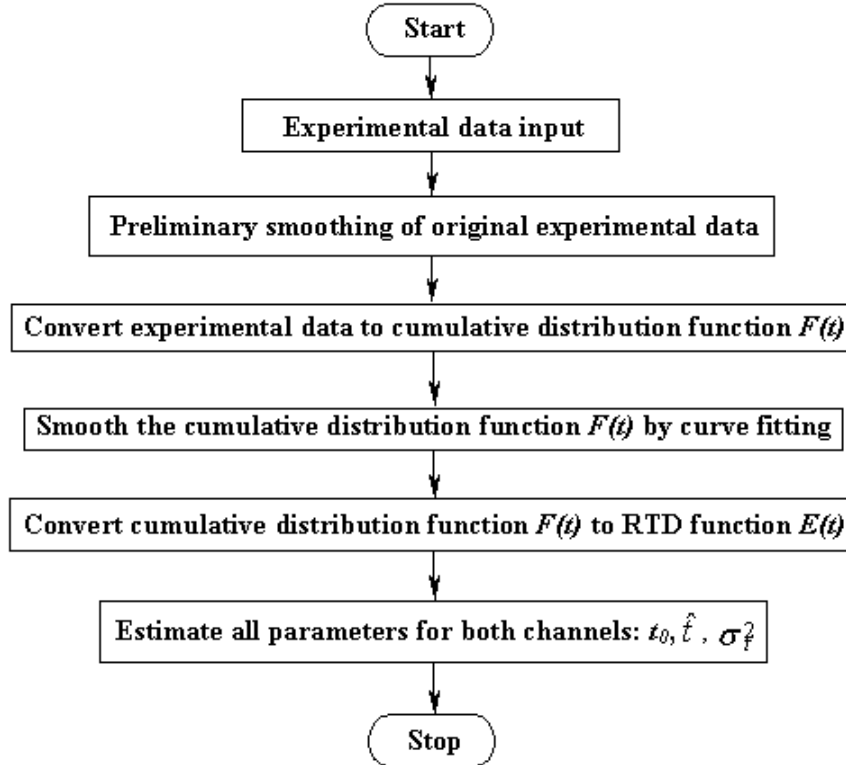 Start
Experimental data input
Preliminary smoothing of original experimental data
Convert experimental data to cumulative distribution function F(t)
Smooth the cumulative distribution function F(t) by curve fitting
Convert cumulative distribution function F(t) to RTD function E(t)
Estimate all parameters for both channels: t₀, t̂ , σ²ₜ
Stop